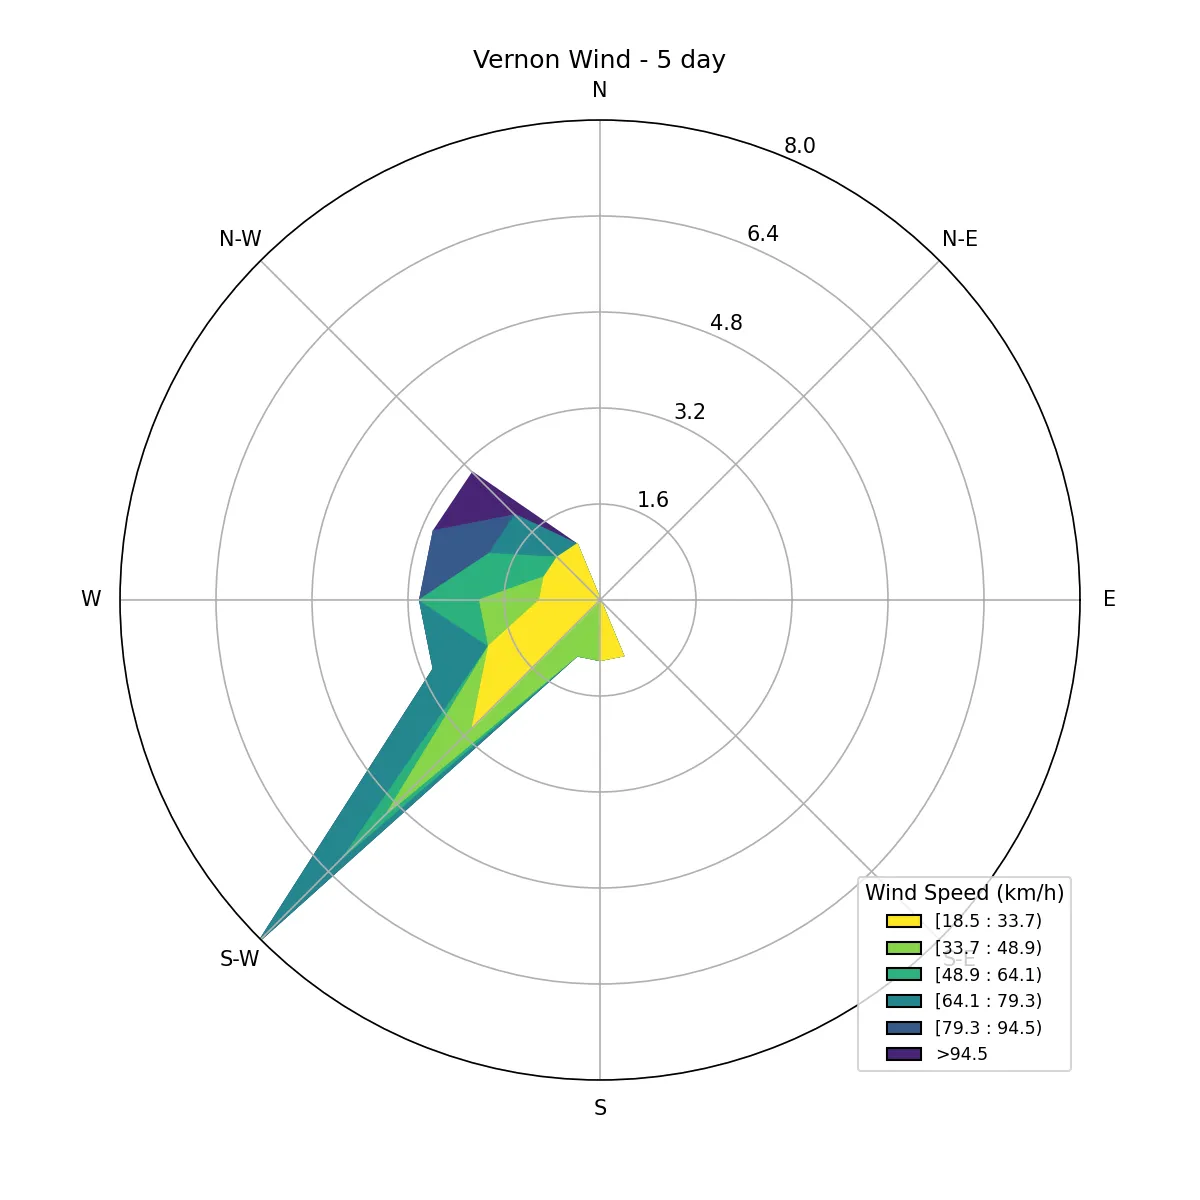 Vernon Wind - 5 day
N
8.0
N-W
N-E
6.4
4.8
3.2
1.6
W
E
Wind Speed (km/h)
[18.5 : 33.7)
[33.7 : 48.9)
S-W
S-E
[48.9 : 64.1)
[64.1 : 79.3)
[79.3 : 94.5)
>94.5
S